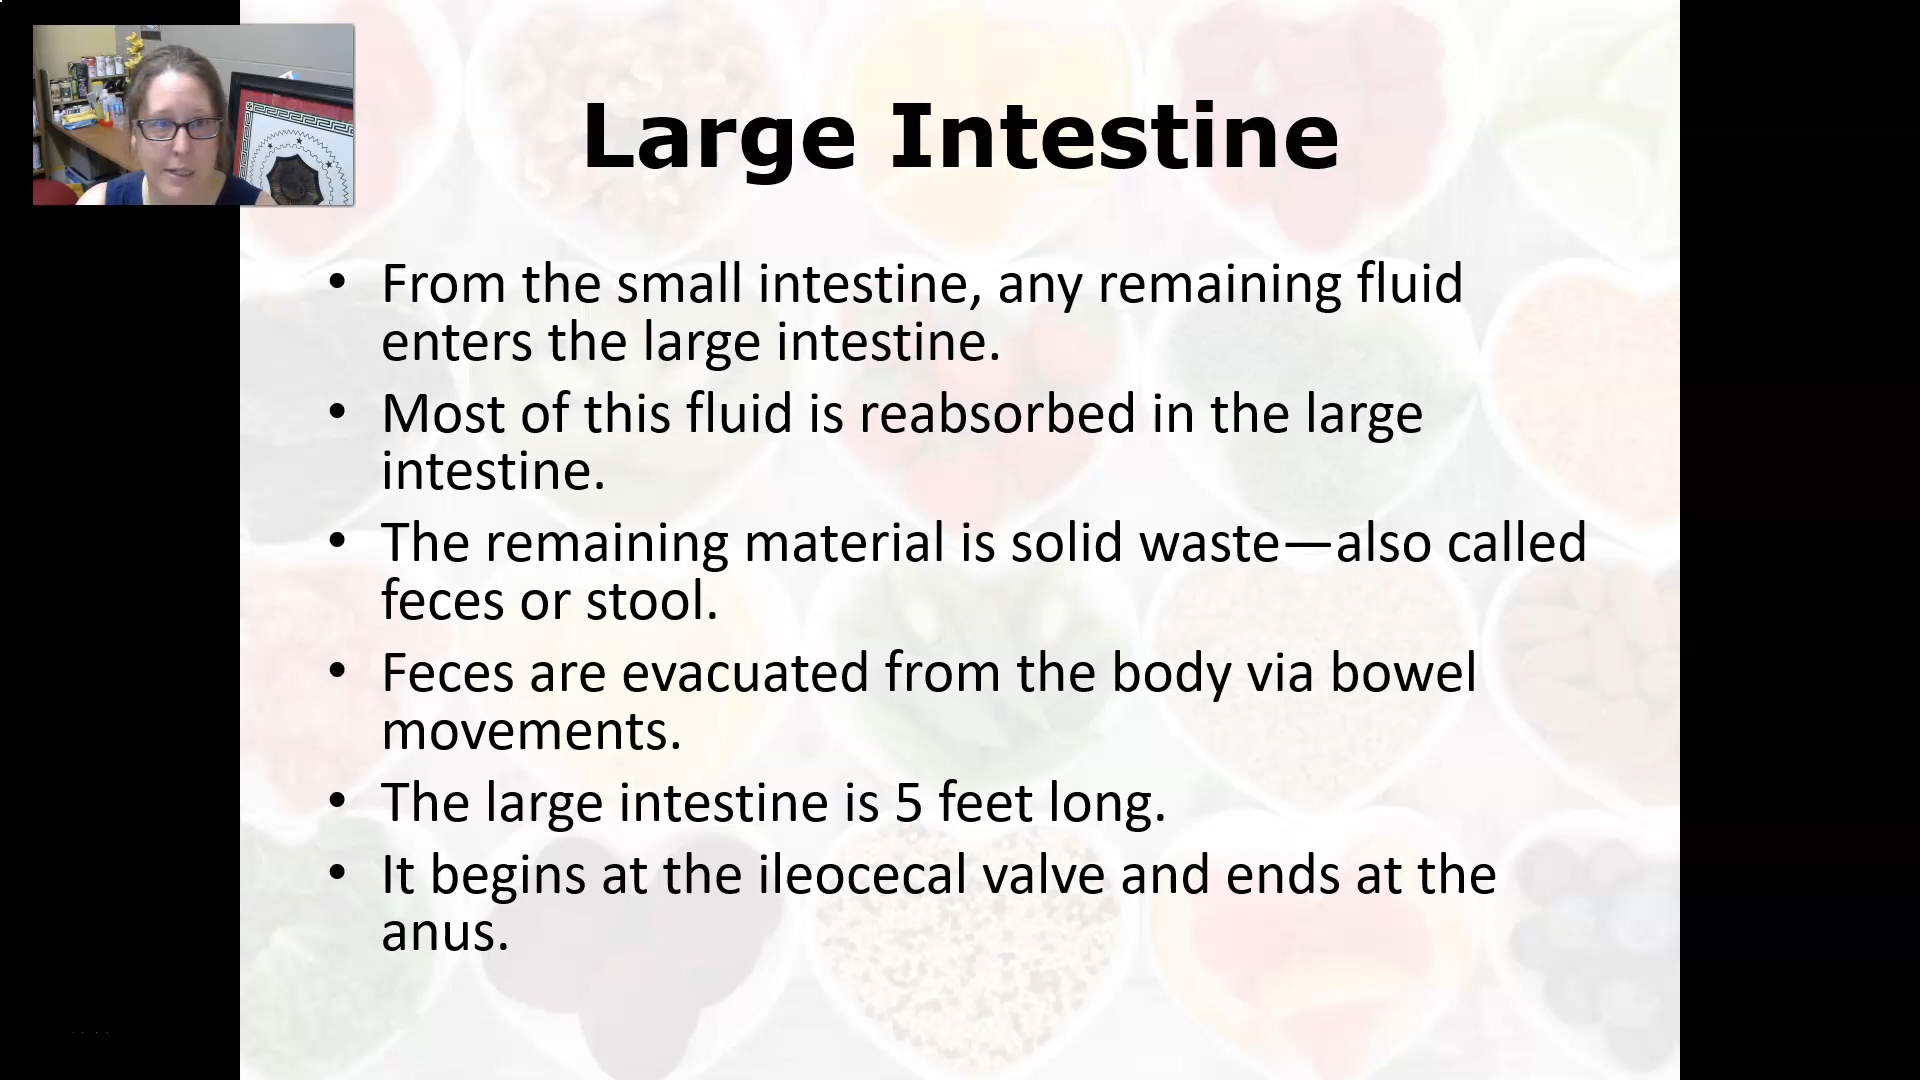 Large Intestine
• From the small intestine, any remaining fluid
enters the large intestine.
• Most of this fluid is reabsorbed in the large
intestine.
• The remaining material is solid waste—also called
feces or stool.
• Feces are evacuated from the body via bowel
movements.
• The large intestine is 5 feet long.
• It begins at the ileocecal valve and ends at the
anus.